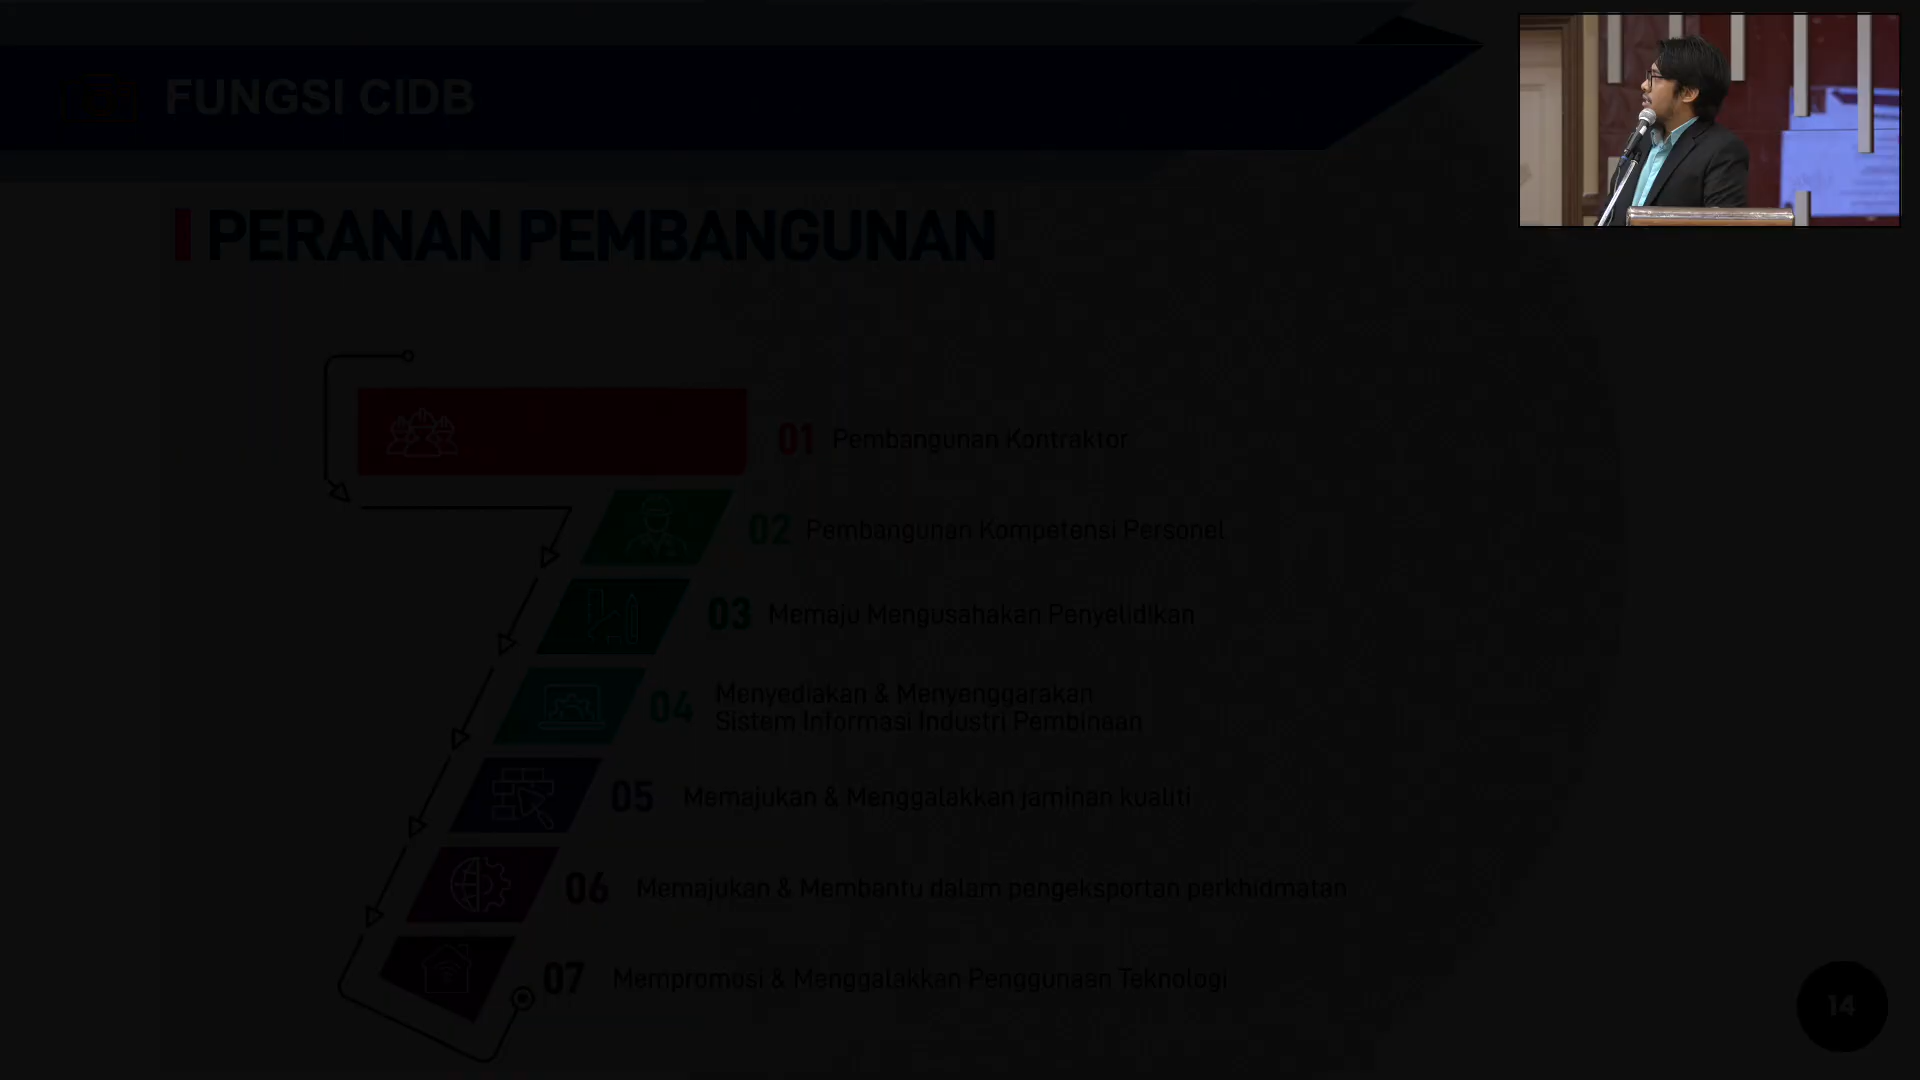 FUNGSI CIDB
PERANAN PEMBANGUNAN
01 Pembangunan Kontraktor
02 Pembangunan Kompetensi Personel
03 Memaju Mengusahakan Penyelidikan
04 Menyediakan & Menyenggarakan
Sistem Informasi Industri Pembinaan
05 Memajukan & Menggalakkan jaminan kualiti
06 Memajukan & Membantu dalam pengeksportan perkhidmatan
07 Mempromosi & Menggalakkan Penggunaan Teknologi
14